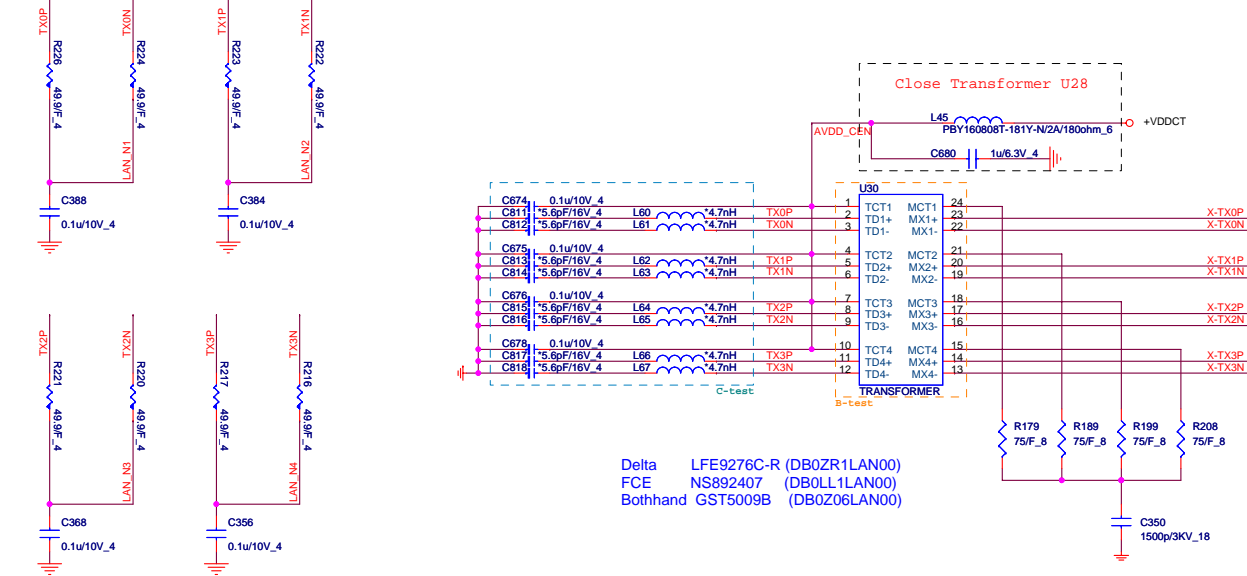 TX0P
TX0N
TX1P
TX1N
R226
R224
R223
R222
49.9/F_4
49.9/F_4
49.9/F_4
49.9/F_4
LAN_N1
LAN_N2
C388
0.1u/10V_4
C384
0.1u/10V_4
TX2P
TX2N
TX3P
TX3N
R221
R220
R217
R216
49.9/F_4
49.9/F_4
49.9/F_4
49.9/F_4
LAN_N3
LAN_N4
C368
0.1u/10V_4
C356
0.1u/10V_4
Close Transformer U28
AVDD_CEN
L45
PBY160808T-181Y-N/2A/180ohm_6
+VDDCT
C680
1u/6.3V_4
C674 0.1u/10V_4
C811 *5.6pF/16V_4 L60 *4.7nH TX0P
C812 *5.6pF/16V_4 L61 *4.7nH TX0N
C675 0.1u/10V_4
C813 *5.6pF/16V_4 L62 *4.7nH TX1P
C814 *5.6pF/16V_4 L63 *4.7nH TX1N
C676 0.1u/10V_4
C815 *5.6pF/16V_4 L64 *4.7nH TX2P
C816 *5.6pF/16V_4 L65 *4.7nH TX2N
C678 0.1u/10V_4
C817 *5.6pF/16V_4 L66 *4.7nH TX3P
C818 *5.6pF/16V_4 L67 *4.7nH TX3N
C-test
U30
1 TCT1 MCT1 24
2 TD1+ MX1+ 23 X-TX0P
3 TD1- MX1- 22 X-TX0N
4 TCT2 MCT2 21
5 TD2+ MX2+ 20 X-TX1P
6 TD2- MX2- 19 X-TX1N
7 TCT3 MCT3 18
8 TD3+ MX3+ 17 X-TX2P
9 TD3- MX3- 16 X-TX2N
10 TCT4 MCT4 15
11 TD4+ MX4+ 14 X-TX3P
12 TD4- MX4- 13 X-TX3N
TRANSFORMER
B-test
R179
75/F_8
R189
75/F_8
R199
75/F_8
R208
75/F_8
C350
1500p/3KV_18
Delta LFE9276C-R (DB0ZR1LAN00)
FCE NS892407 (DB0LL1LAN00)
Bothhand GST5009B (DB0Z06LAN00)